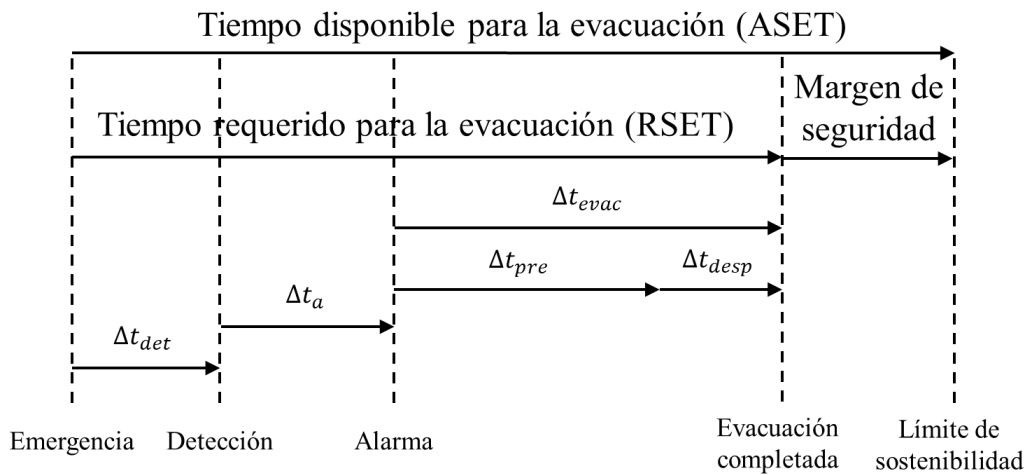 Tiempo disponible para la evacuación (ASET)
Margen de
seguridad
Tiempo requerido para la evacuación (RSET)
Δt_evac
Δt_pre
Δt_desp
Δt_a
Δt_det
Emergencia
Detección
Alarma
Evacuación
completada
Límite de
sostenibilidad